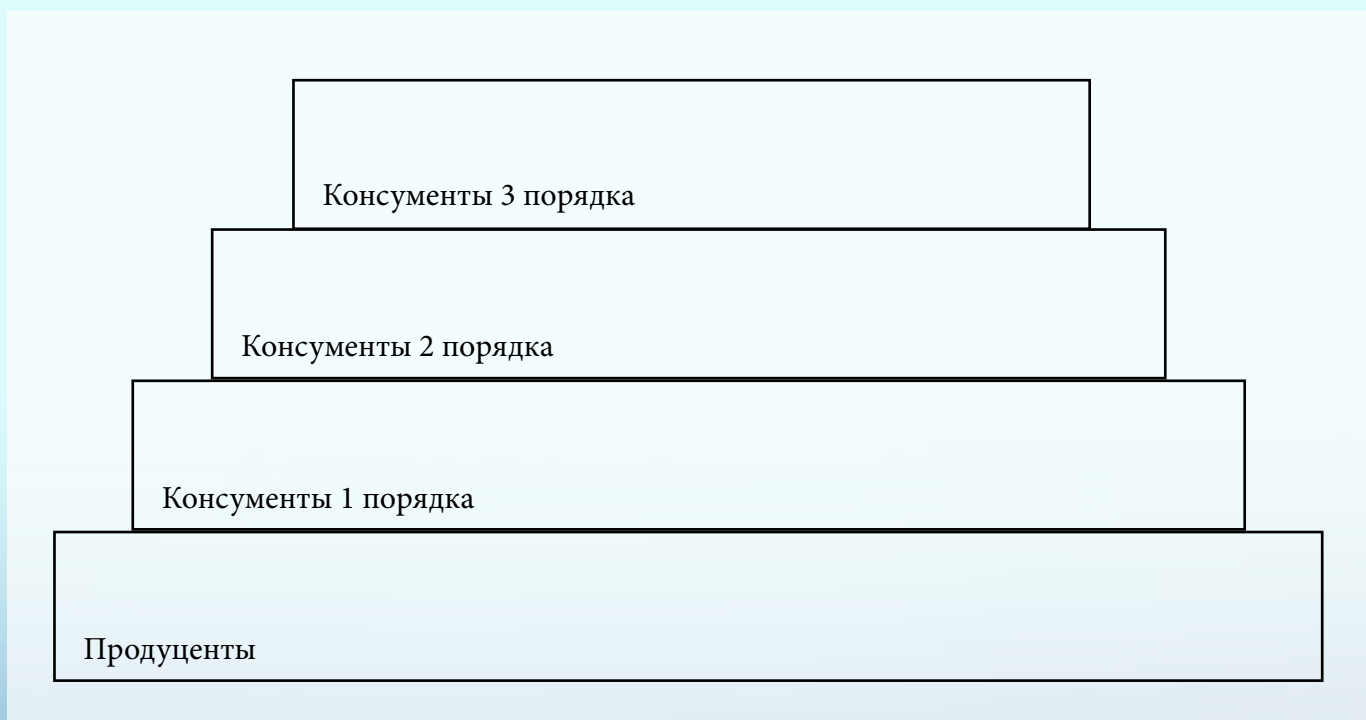 Консументы 3 порядка
Консументы 2 порядка
Консументы 1 порядка
Продуценты